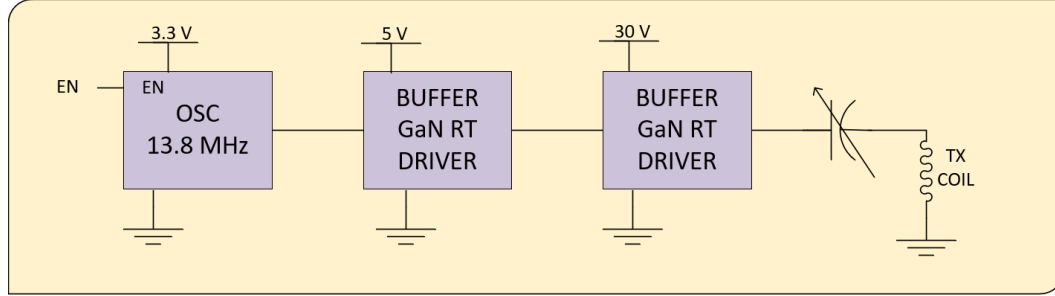 3.3 V
5 V
30 V
EN
EN
OSC
13.8 MHz
BUFFER
GaN RT
DRIVER
BUFFER
GaN RT
DRIVER
TX
COIL